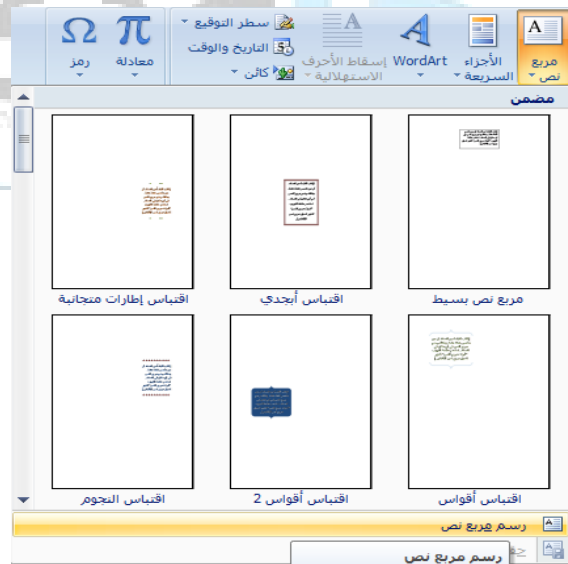 مربع نص
الأجزاء السريعة
WordArt
إسقاط الأحرف الاستهلالية
سطر التوقيع
التاريخ والوقت
كائن
معادلة
رمز
مضمن
مربع نص بسيط
اقتباس أبجدي
اقتباس إطارات متجانبة
اقتباس أقواس
اقتباس أقواس 2
اقتباس النجوم
رسم مربع نص
رسم مربع نص